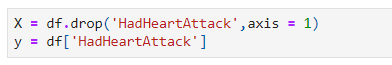 X = df.drop('HadHeartAttack',axis = 1)
y = df['HadHeartAttack']